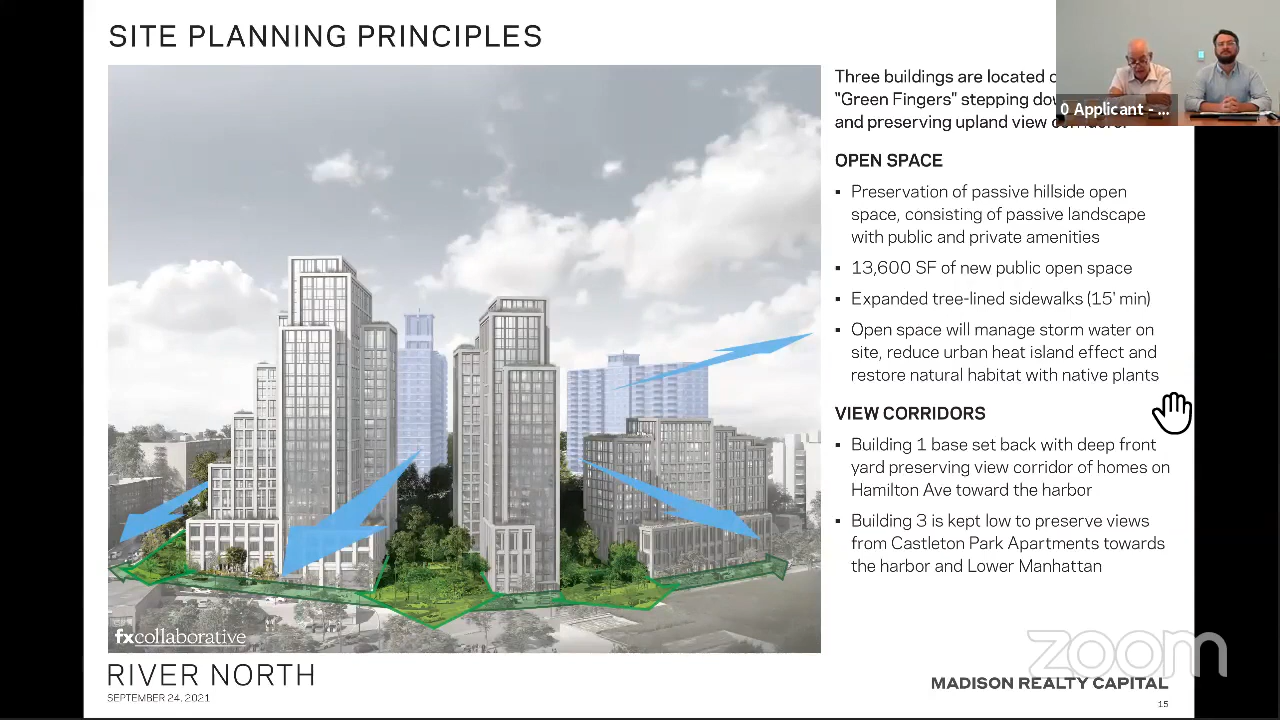 SITE PLANNING PRINCIPLES
Three buildings are located
"Green Fingers" stepping
and preserving upland view
0 Applicant - ...
OPEN SPACE
▪ Preservation of passive hillside open
space, consisting of passive landscape
with public and private amenities
▪ 13,600 SF of new public open space
▪ Expanded tree-lined sidewalks (15' min)
▪ Open space will manage storm water on
site, reduce urban heat island effect and
restore natural habitat with native plants
VIEW CORRIDORS
▪ Building 1 base set back with deep front
yard preserving view corridor of homes on
Hamilton Ave toward the harbor
▪ Building 3 is kept low to preserve views
from Castleton Park Apartments towards
the harbor and Lower Manhattan
fxcollaborative
RIVER NORTH
SEPTEMBER 24, 2021
zoom
MADISON REALTY CAPITAL
15